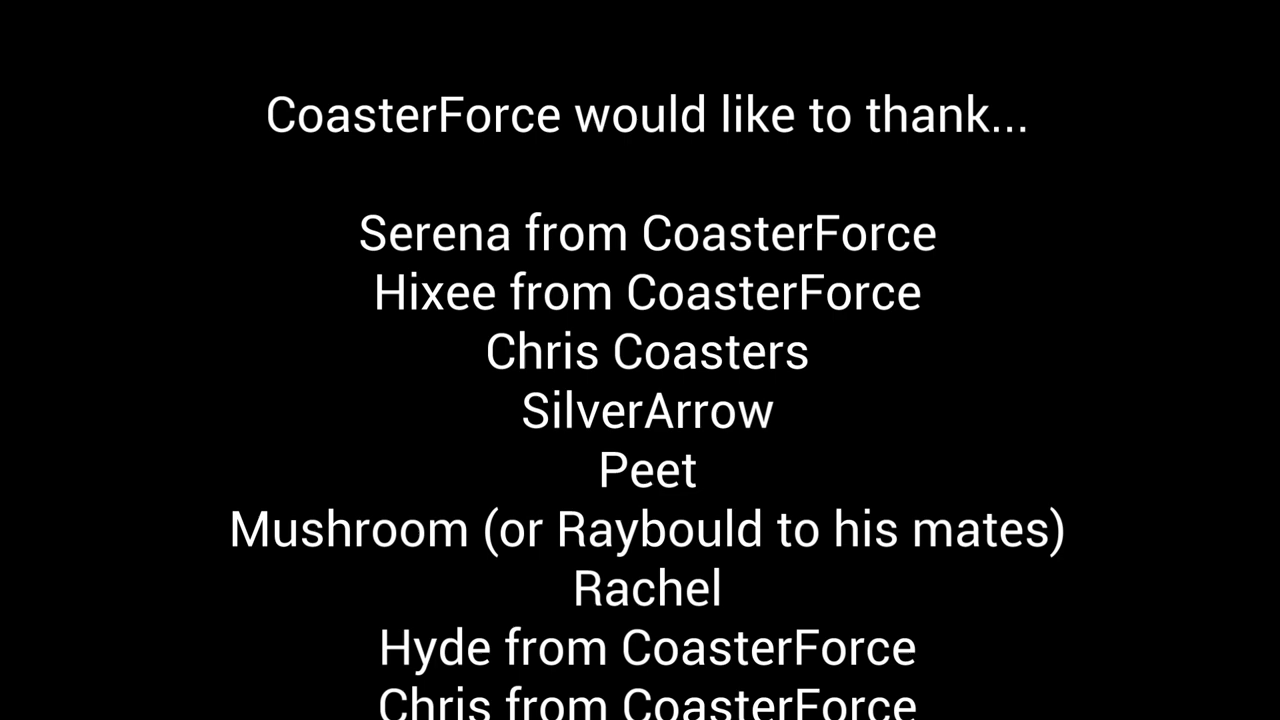 CoasterForce would like to thank...
Serena from CoasterForce
Hixee from CoasterForce
Chris Coasters
SilverArrow
Peet
Mushroom (or Raybould to his mates)
Rachel
Hyde from CoasterForce
Chris from CoasterForce